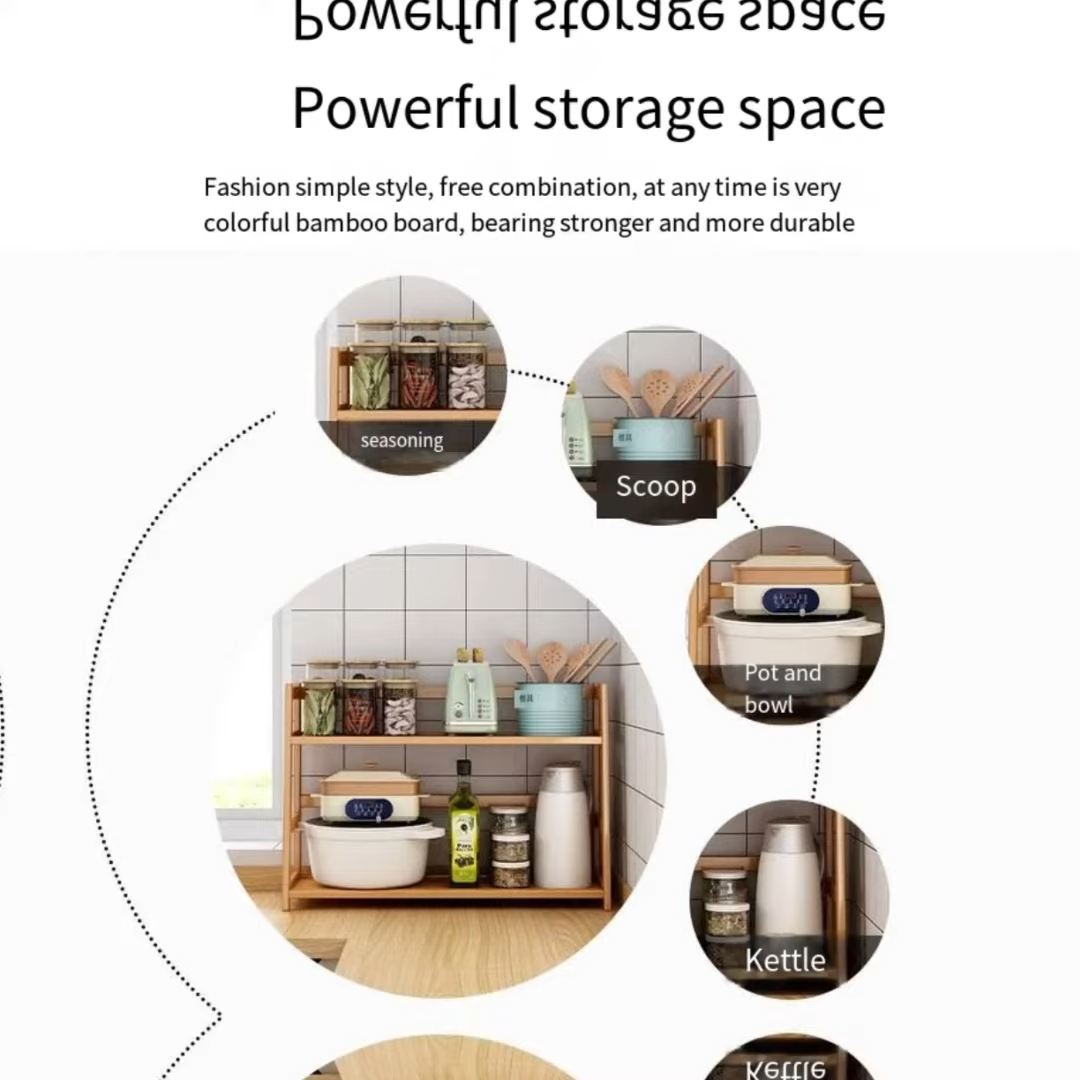 Powerful storage space
Powerful storage space
Fashion simple style, free combination, at any time is very
colorful bamboo board, bearing stronger and more durable
seasoning
Scoop
Pot and
bowl
Kettle
Kettle